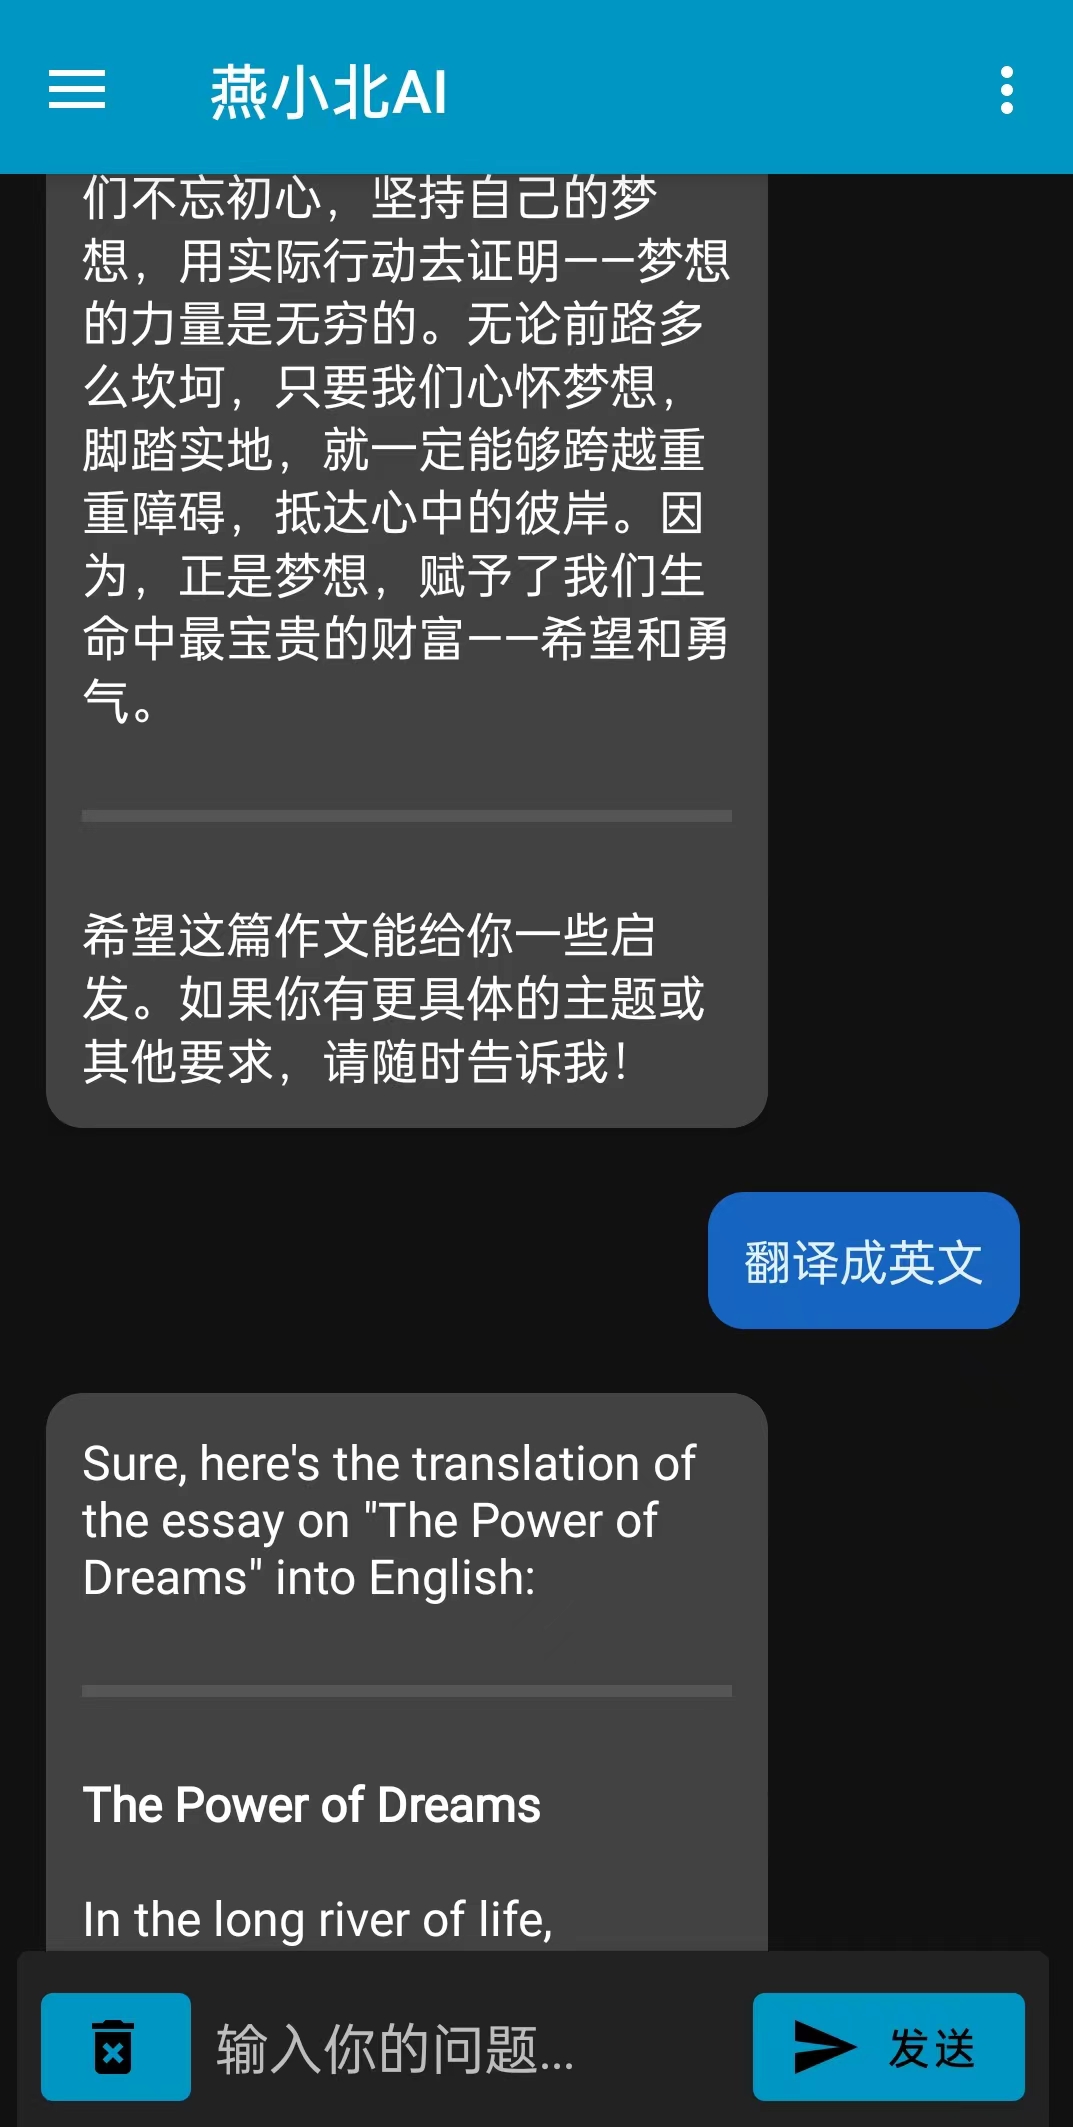 燕小北AI
们不忘初心，坚持自己的梦
想，用实际行动去证明——梦想
的力量是无穷的。无论前路多
么坎坷，只要我们心怀梦想，
脚踏实地，就一定能够跨越重
重障碍，抵达心中的彼岸。因
为，正是梦想，赋予了我们生
命中最宝贵的财富——希望和勇
气。
希望这篇作文能给你一些启
发。如果你有更具体的主题或
其他要求，请随时告诉我！
翻译成英文
Sure, here's the translation of
the essay on "The Power of
Dreams" into English:
The Power of Dreams
In the long river of life,
输入你的问题...
发送